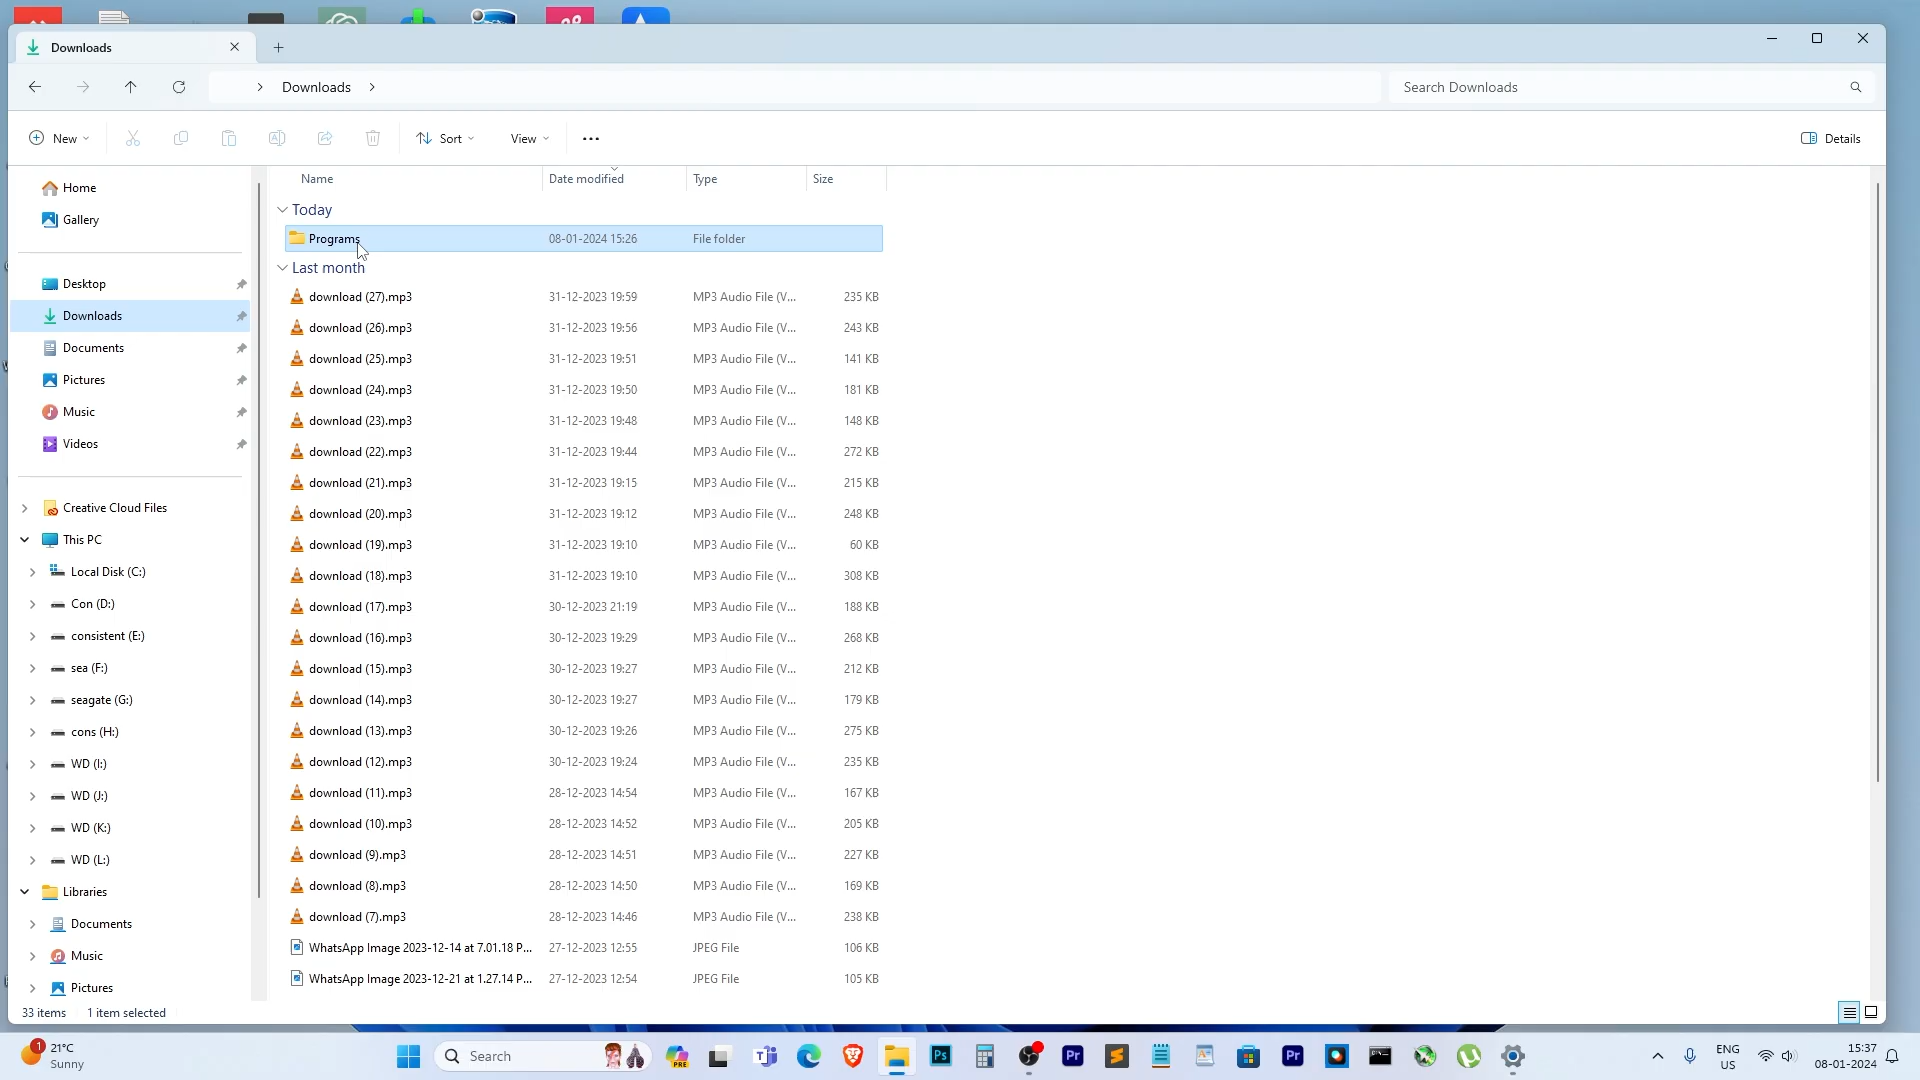 Downloads
Downloads
Search Downloads
New
Sort
View
Details
Home
Gallery
Desktop
Downloads
Documents
Pictures
Music
Videos
Creative Cloud Files
This PC
Local Disk (C:)
Con (D:)
consistent (E:)
sea (F:)
seagate (G:)
cons (H:)
WD (I:)
WD (J:)
WD (K:)
WD (L:)
Libraries
Documents
Music
Pictures
Name Date modified Type Size
Today
Programs 08-01-2024 15:26 File folder
Last month
download (27).mp3 31-12-2023 19:59 MP3 Audio File (V... 235 KB
download (26).mp3 31-12-2023 19:56 MP3 Audio File (V... 243 KB
download (25).mp3 31-12-2023 19:51 MP3 Audio File (V... 141 KB
download (24).mp3 31-12-2023 19:50 MP3 Audio File (V... 181 KB
download (23).mp3 31-12-2023 19:48 MP3 Audio File (V... 148 KB
download (22).mp3 31-12-2023 19:44 MP3 Audio File (V... 272 KB
download (21).mp3 31-12-2023 19:15 MP3 Audio File (V... 215 KB
download (20).mp3 31-12-2023 19:12 MP3 Audio File (V... 248 KB
download (19).mp3 31-12-2023 19:10 MP3 Audio File (V... 60 KB
download (18).mp3 31-12-2023 19:10 MP3 Audio File (V... 308 KB
download (17).mp3 30-12-2023 21:19 MP3 Audio File (V... 188 KB
download (16).mp3 30-12-2023 19:29 MP3 Audio File (V... 268 KB
download (15).mp3 30-12-2023 19:27 MP3 Audio File (V... 212 KB
download (14).mp3 30-12-2023 19:27 MP3 Audio File (V... 179 KB
download (13).mp3 30-12-2023 19:26 MP3 Audio File (V... 275 KB
download (12).mp3 30-12-2023 19:24 MP3 Audio File (V... 235 KB
download (11).mp3 28-12-2023 14:54 MP3 Audio File (V... 167 KB
download (10).mp3 28-12-2023 14:52 MP3 Audio File (V... 205 KB
download (9).mp3 28-12-2023 14:51 MP3 Audio File (V... 227 KB
download (8).mp3 28-12-2023 14:50 MP3 Audio File (V... 169 KB
download (7).mp3 28-12-2023 14:46 MP3 Audio File (V... 238 KB
WhatsApp Image 2023-12-14 at 7.01.18 P... 27-12-2023 12:55 JPEG File 106 KB
WhatsApp Image 2023-12-21 at 1.27.14 P... 27-12-2023 12:54 JPEG File 105 KB
33 items 1 item selected
1
21°C
Sunny
Search
PRE
Ps
Pr
Pr
ENG
US
15:37
08-01-2024